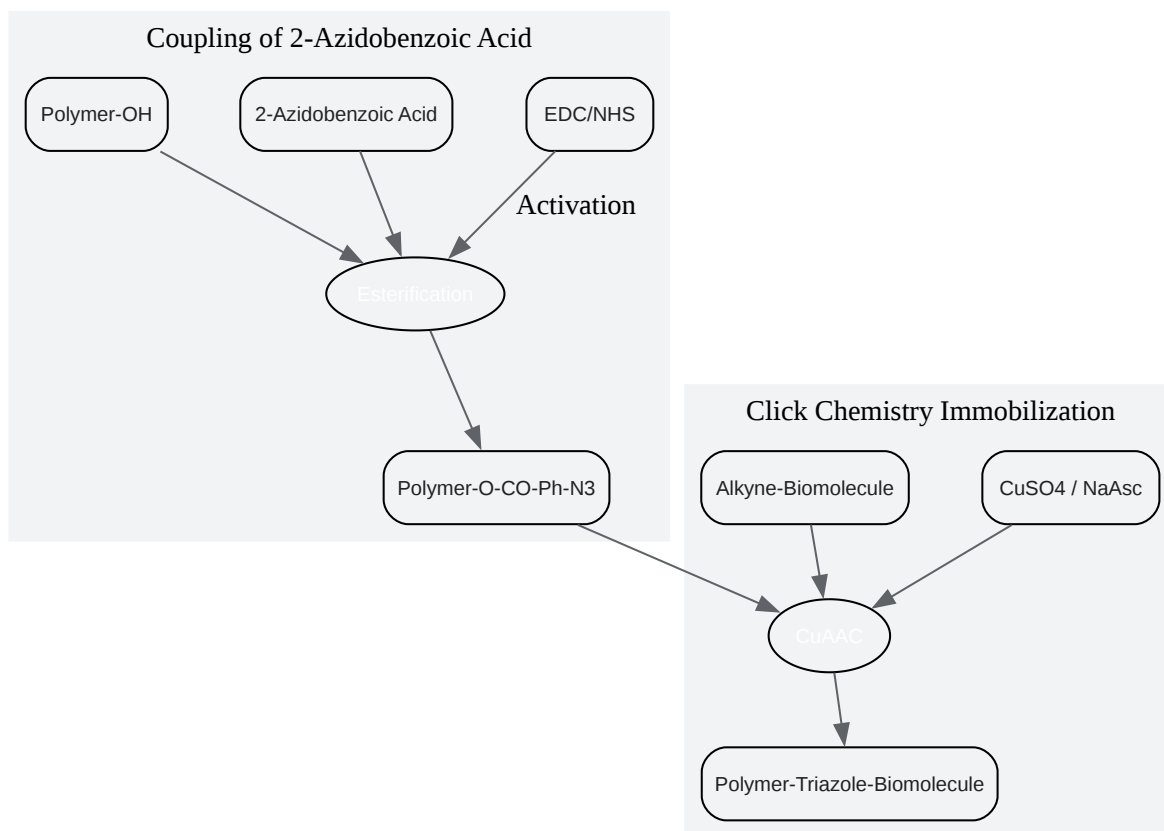 Coupling of 2-Azidobenzoic Acid
Polymer-OH
2-Azidobenzoic Acid
EDC/NHS
Activation
Esterification
Polymer-O-CO-Ph-N3
Click Chemistry Immobilization
Alkyne-Biomolecule
CuSO4 / NaAsc
CuAAC
Polymer-Triazole-Biomolecule